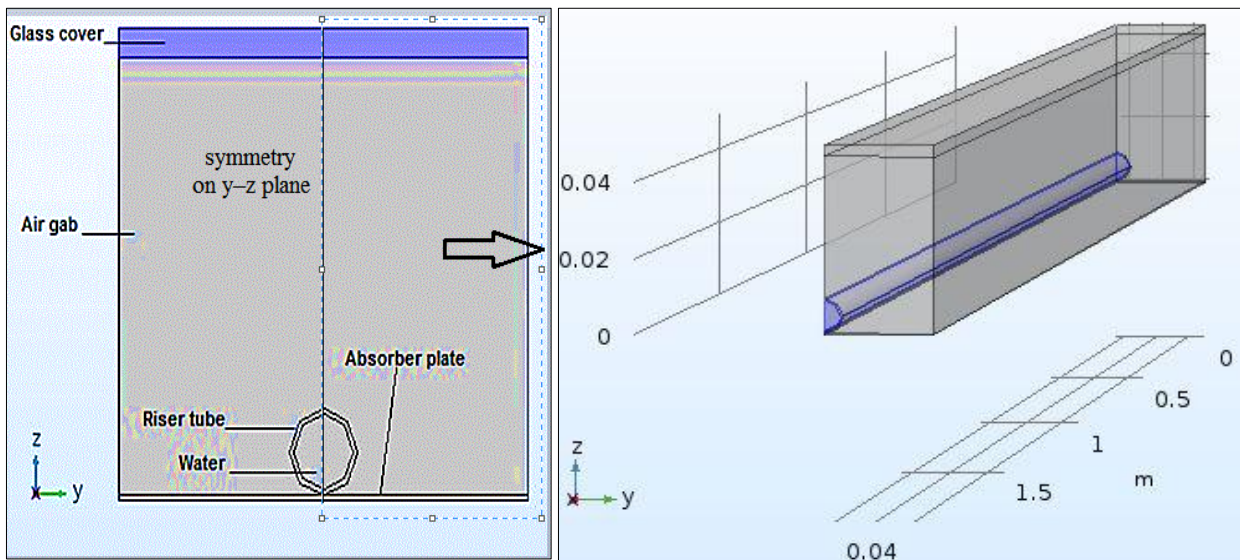 Glass cover
symmetry
on y–z plane
Air gab
Absorber plate
Riser tube
Water
z
y
x
0.04
0.02
0
0
0.5
1
m
1.5
0.04
z
y
x